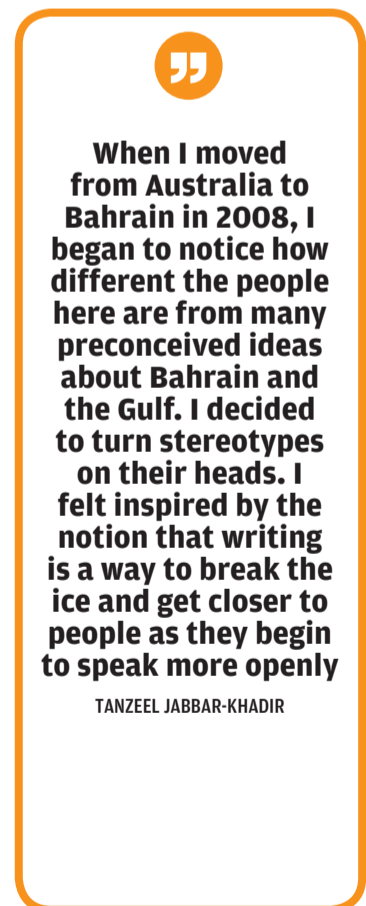 When I moved
from Australia to
Bahrain in 2008, I
began to notice how
different the people
here are from many
preconceived ideas
about Bahrain and
the Gulf. I decided
to turn stereotypes
on their heads. I
felt inspired by the
notion that writing
is a way to break the
ice and get closer to
people as they begin
to speak more openly
TANZEEL JABBAR-KHADIR